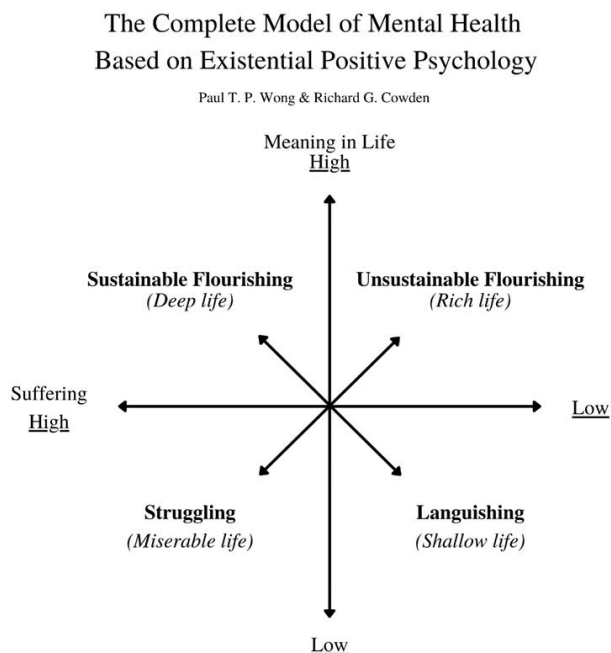 The Complete Model of Mental Health
Based on Existential Positive Psychology
Paul T. P. Wong & Richard G. Cowden
Meaning in Life
High
Sustainable Flourishing
(Deep life)
Unsustainable Flourishing
(Rich life)
Suffering
High
Low
Struggling
(Miserable life)
Languishing
(Shallow life)
Low